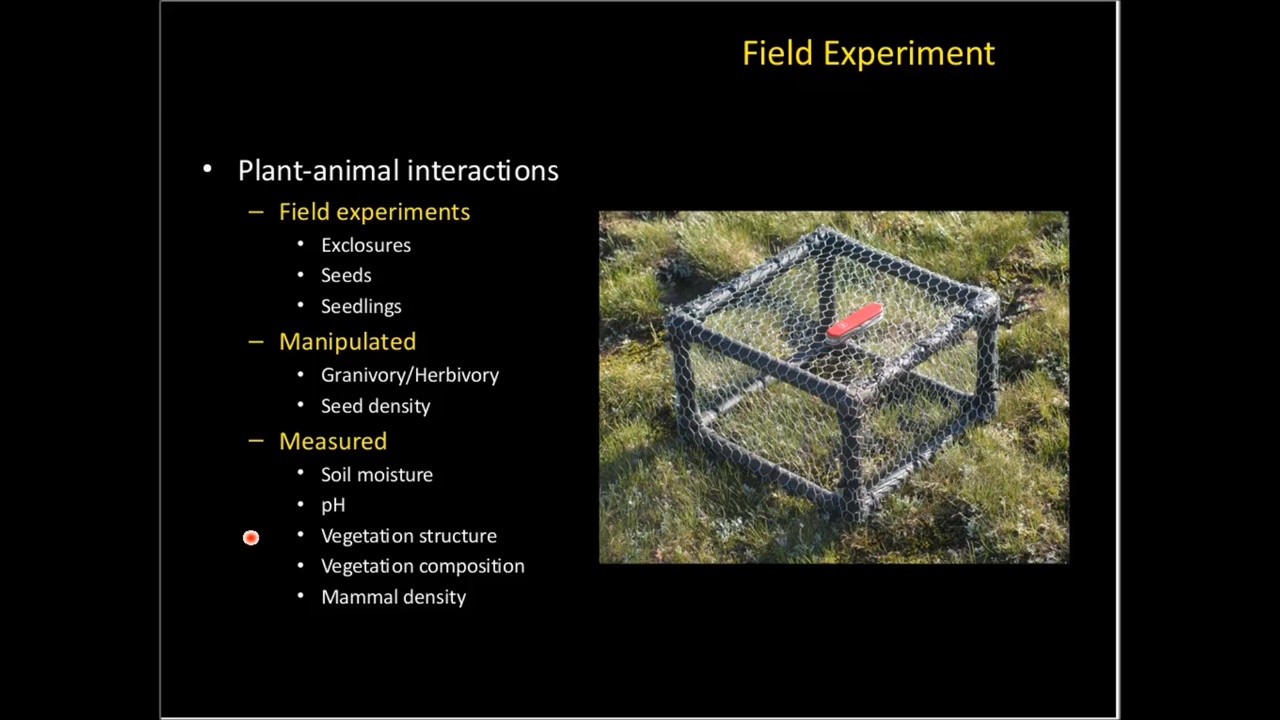 Field Experiment
• Plant-animal interactions
– Field experiments
• Exclosures
• Seeds
• Seedlings
– Manipulated
• Granivory/Herbivory
• Seed density
– Measured
• Soil moisture
• pH
• Vegetation structure
• Vegetation composition
• Mammal density